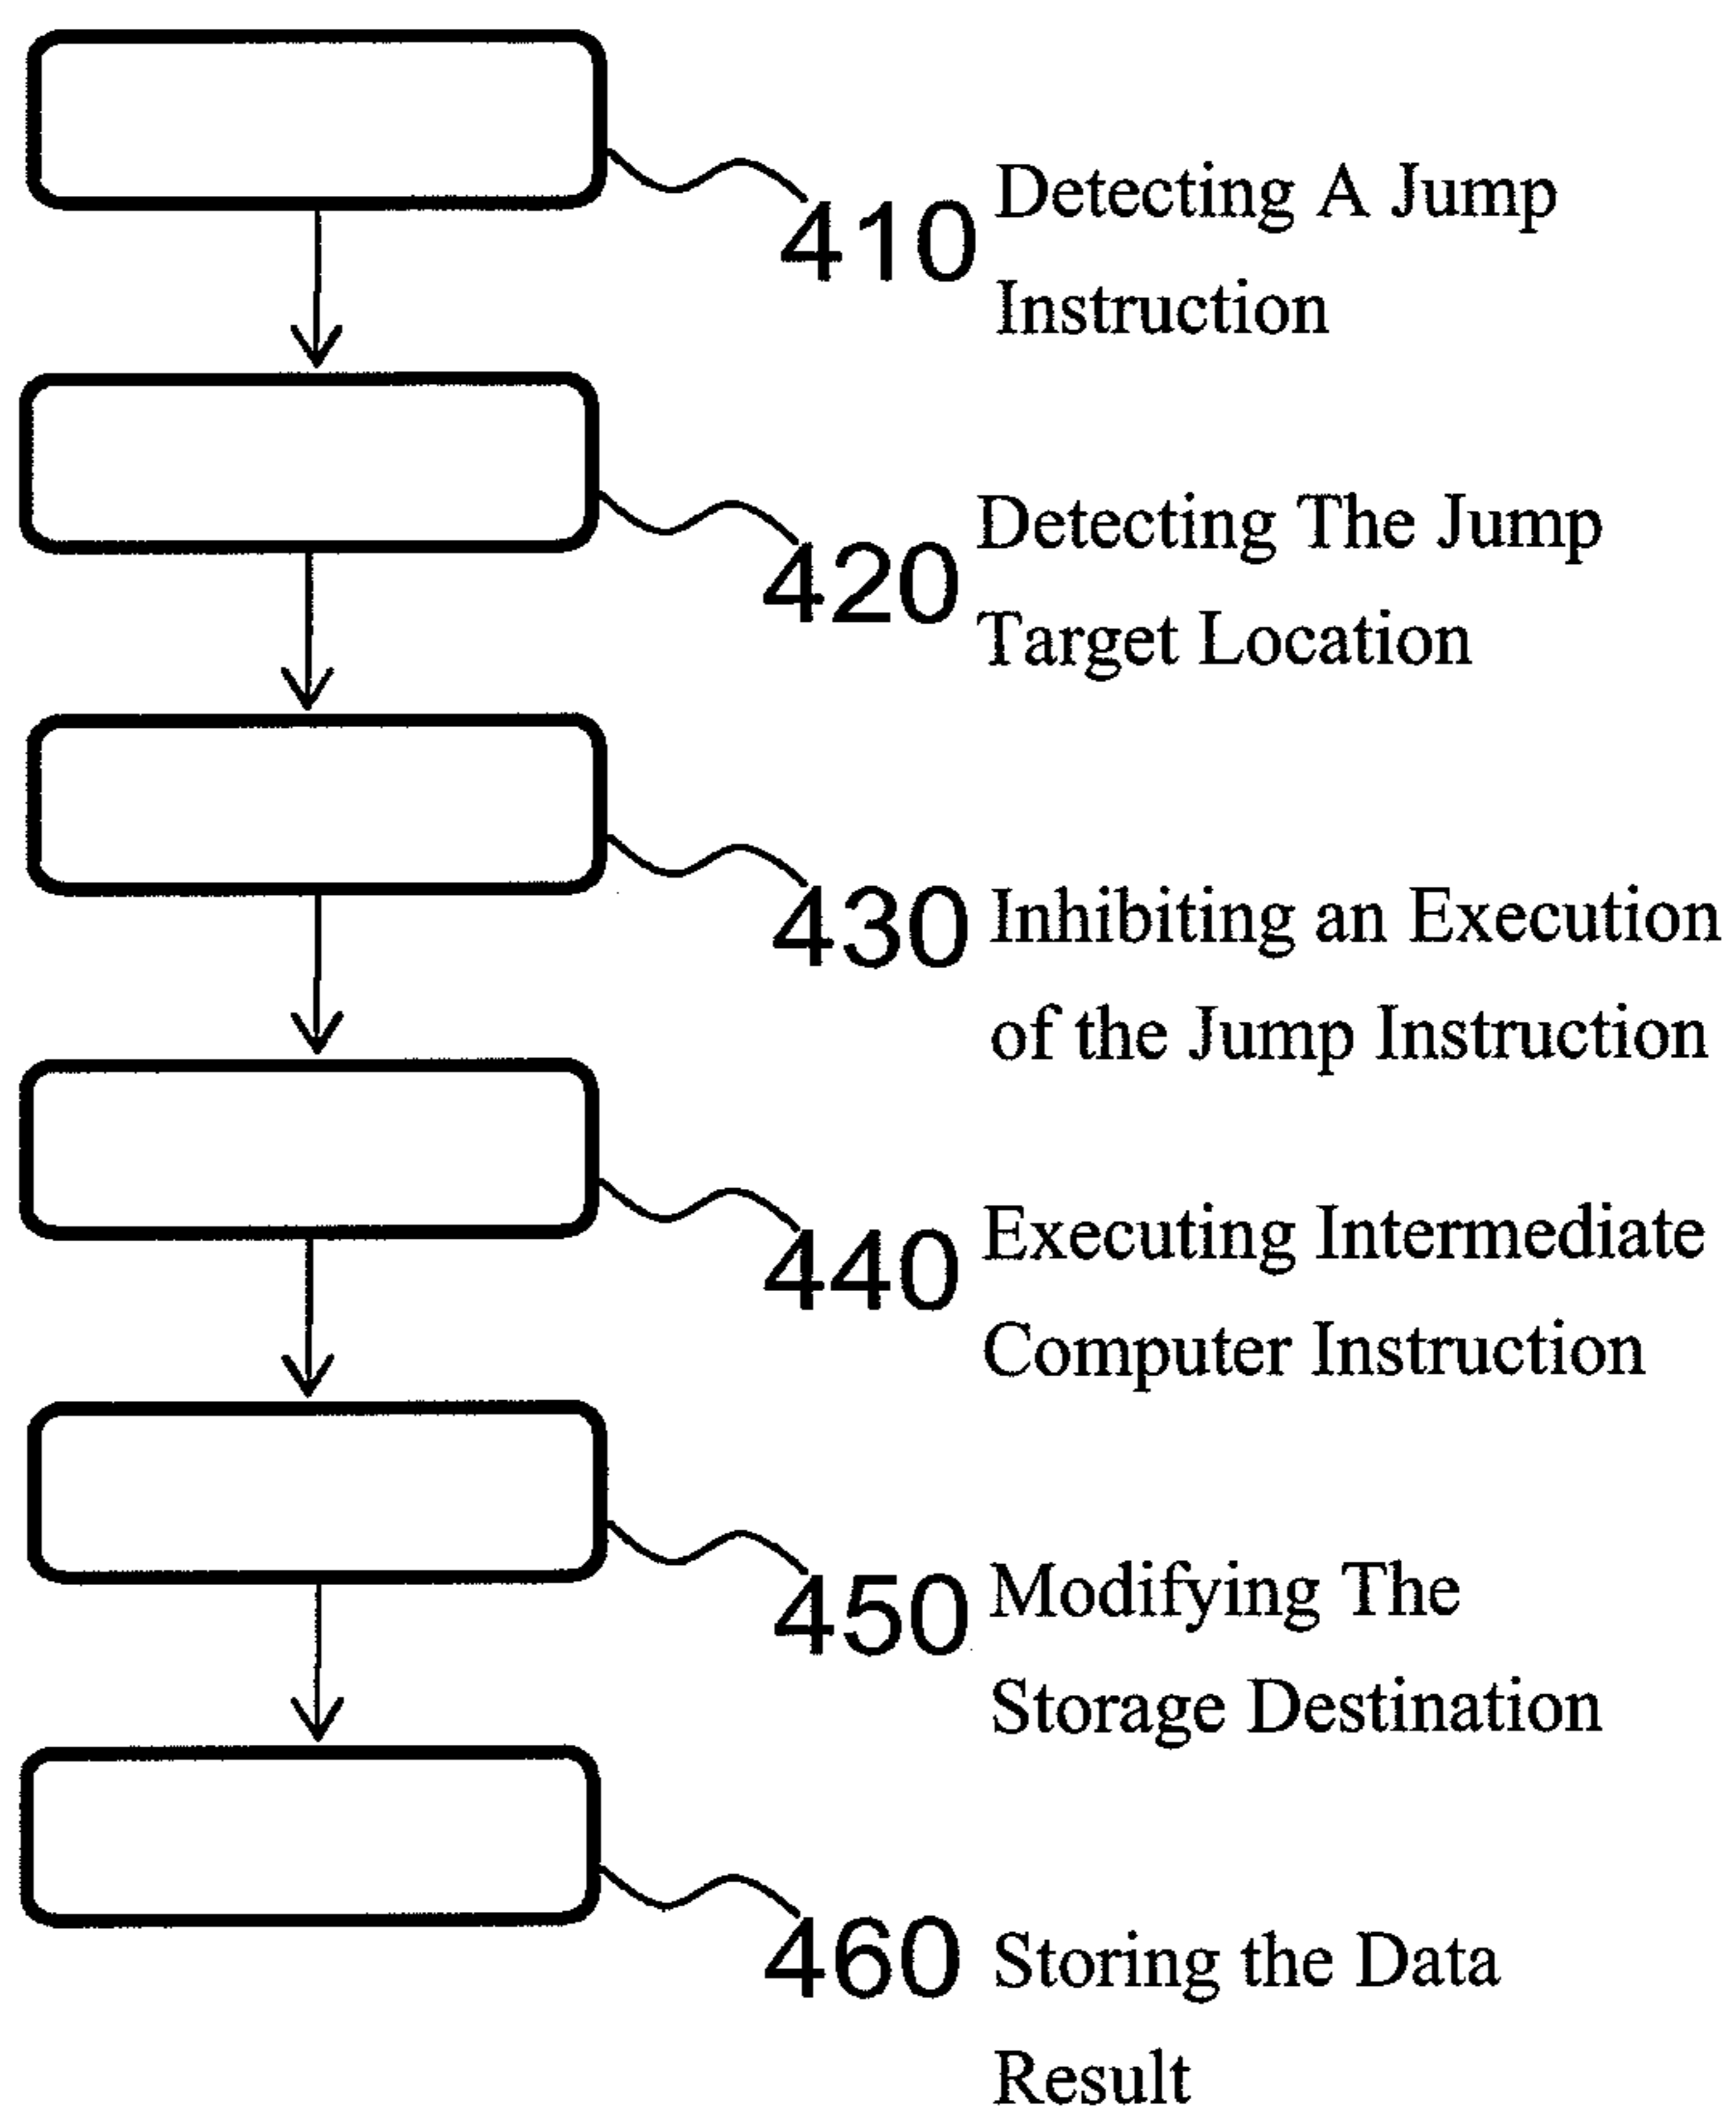 410 Detecting A Jump
Instruction
420 Detecting The Jump
Target Location
430 Inhibiting an Execution
of the Jump Instruction
440 Executing Intermediate
Computer Instruction
450 Modifying The
Storage Destination
460 Storing the Data
Result